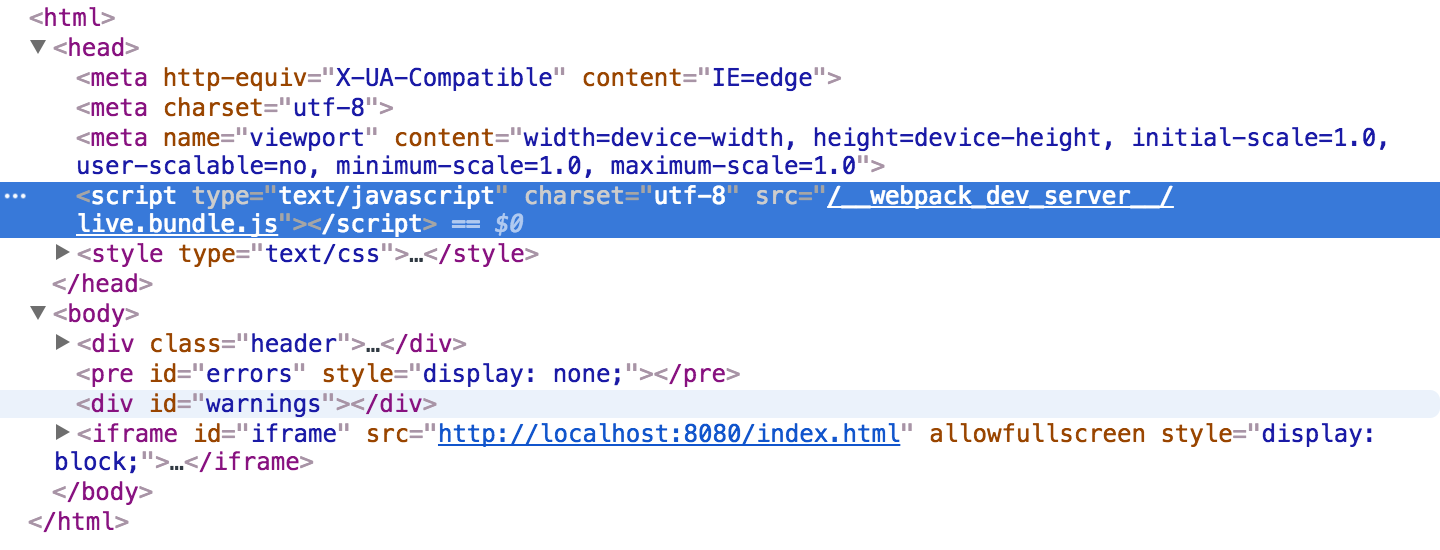 <html>
▼ <head>
<meta http-equiv="X-UA-Compatible" content="IE=edge">
<meta charset="utf-8">
<meta name="viewport" content="width=device-width, height=device-height, initial-scale=1.0,
user-scalable=no, minimum-scale=1.0, maximum-scale=1.0">
… <script type="text/javascript" charset="utf-8" src="/__webpack_dev_server__/
live.bundle.js"></script> == $0
▶ <style type="text/css">…</style>
</head>
▼ <body>
▶ <div class="header">…</div>
<pre id="errors" style="display: none;"></pre>
<div id="warnings"></div>
▶ <iframe id="iframe" src="http://localhost:8080/index.html" allowfullscreen style="display:
block;">…</iframe>
</body>
</html>